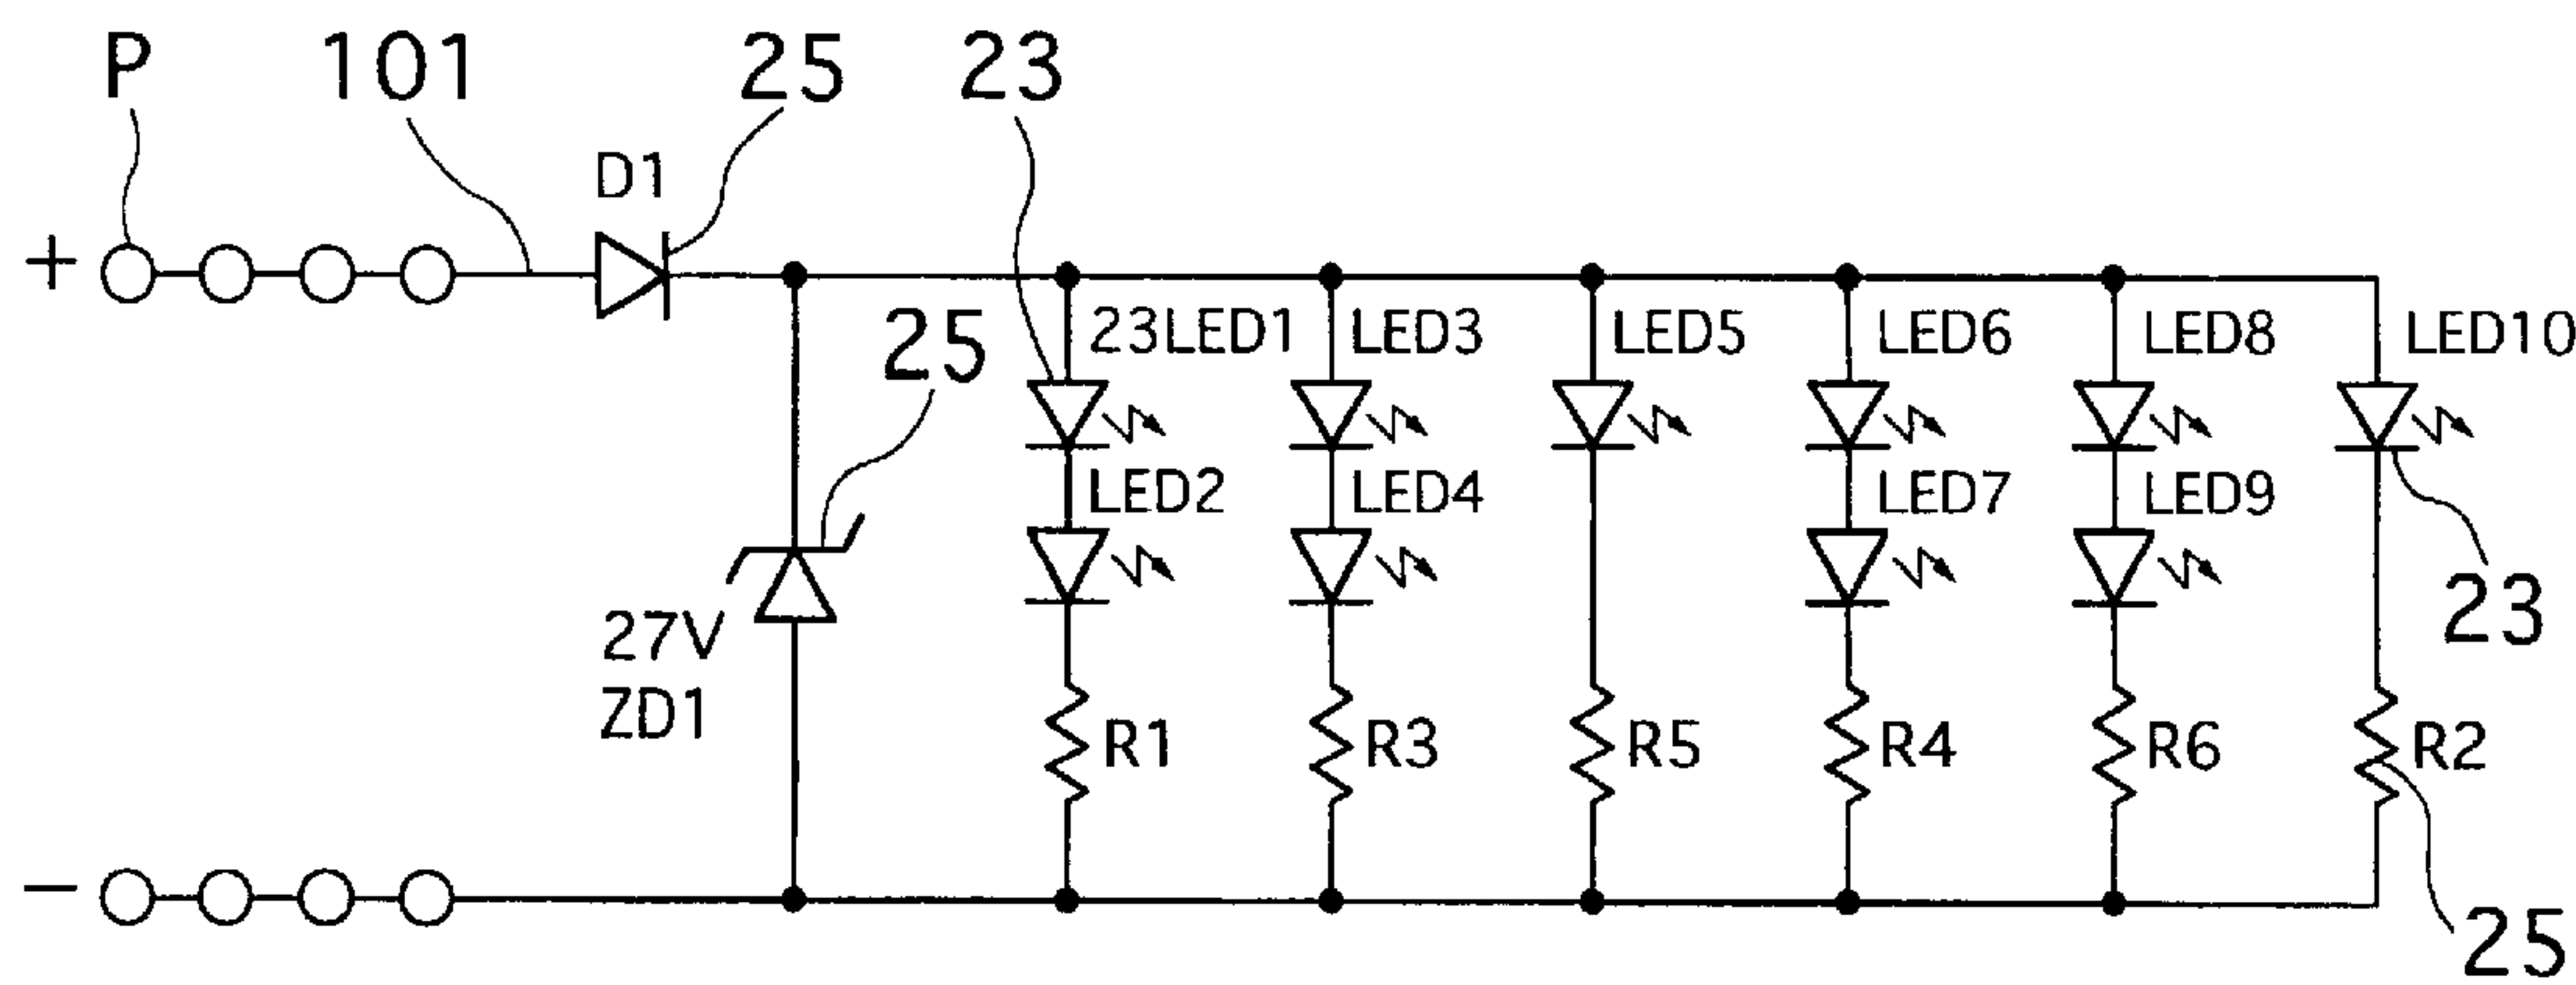 P 101 25 23
D1
+
25 23LED1 LED3 LED5 LED6 LED8 LED10
LED2 LED4 LED7 LED9
27V 23
ZD1 R1 R3 R5 R4 R6 R2
−
25